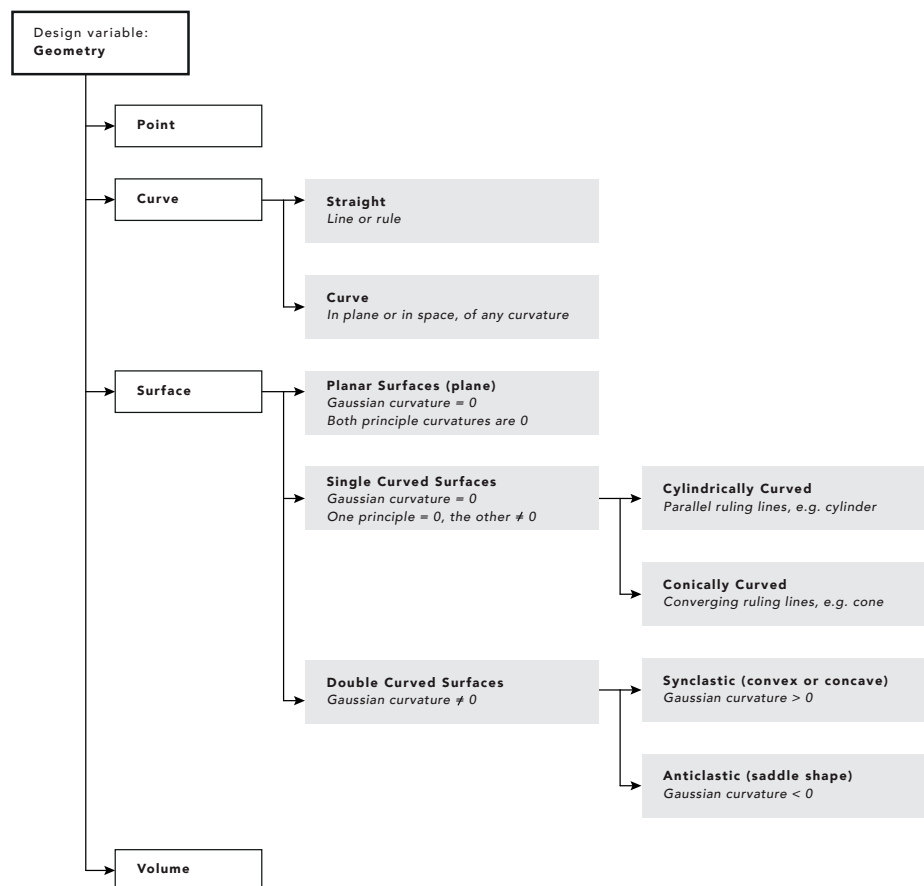 Design variable:
Geometry
Point
Curve
Straight
Line or rule
Curve
In plane or in space, of any curvature
Surface
Planar Surfaces (plane)
Gaussian curvature = 0
Both principle curvatures are 0
Single Curved Surfaces
Gaussian curvature = 0
One principle = 0, the other ≠ 0
Cylindrically Curved
Parallel ruling lines, e.g. cylinder
Conically Curved
Converging ruling lines, e.g. cone
Double Curved Surfaces
Gaussian curvature ≠ 0
Synclastic (convex or concave)
Gaussian curvature > 0
Anticlastic (saddle shape)
Gaussian curvature < 0
Volume